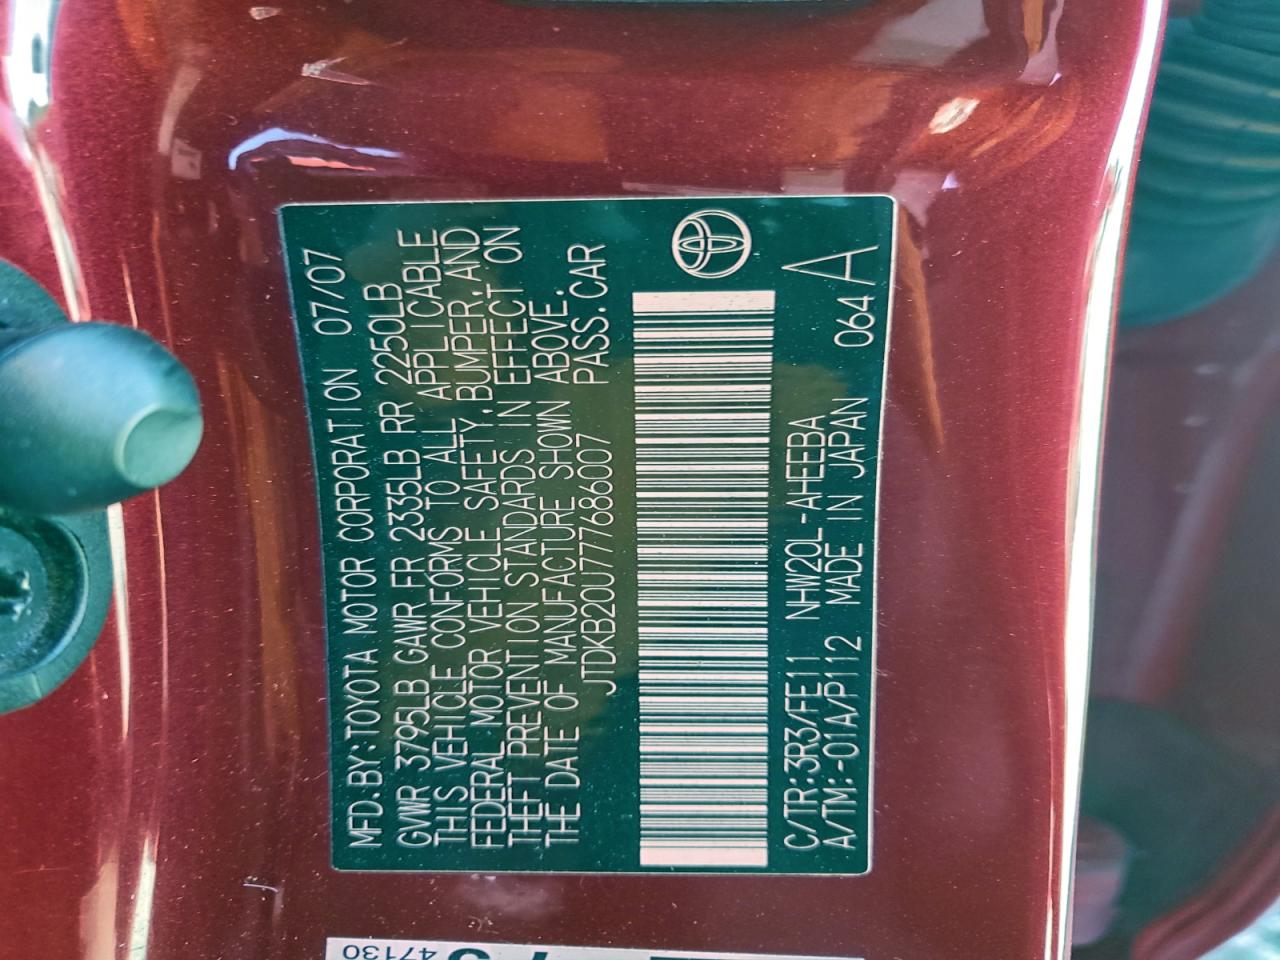 MFD.BY:TOYOTA MOTOR CORPORATION 07/07
GVWR 3795LB GAWR FR 2335LB RR 2250LB
THIS VEHICLE CONFORMS TO ALL APPLICABLE
FEDERAL MOTOR VEHICLE SAFETY,BUMPER,AND
THEFT PREVENTION STANDARDS IN EFFECT ON
THE DATE OF MANUFACTURE SHOWN ABOVE.
JTDKB20U777686007 PASS.CAR
C/TR:3R3/FE11 NHW20L-AHEEBA
A/TM:-01A/P112 MADE IN JAPAN 064 A
47130